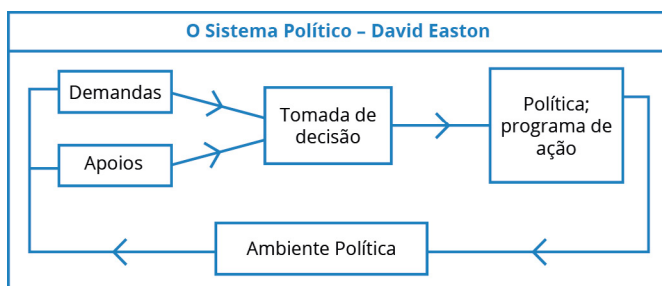 O Sistema Político – David Easton
Demandas
Apoios
Tomada de
decisão
Política;
programa de
ação
Ambiente Política